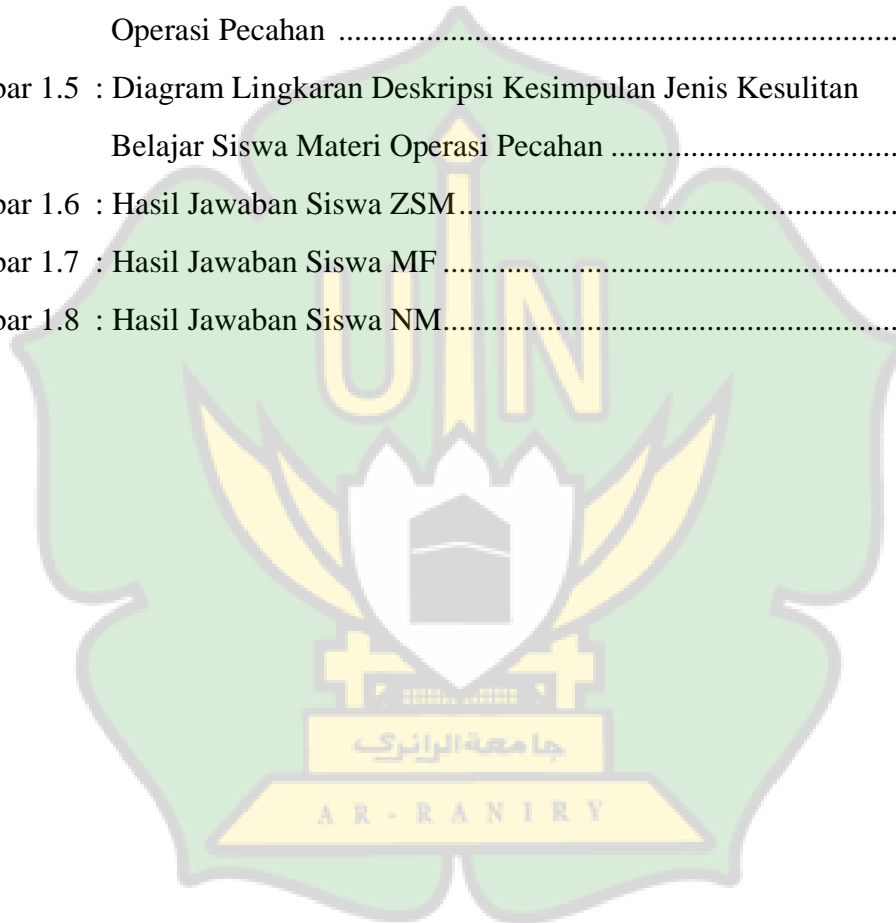 Operasi Pecahan ......................................................................
bar 1.5 : Diagram Lingkaran Deskripsi Kesimpulan Jenis Kesulitan
Belajar Siswa Materi Operasi Pecahan ....................................
bar 1.6 : Hasil Jawaban Siswa ZSM.......................................................
bar 1.7 : Hasil Jawaban Siswa MF .........................................................
bar 1.8 : Hasil Jawaban Siswa NM.........................................................
UIN
جامعة الرانري
AR-RANIRY